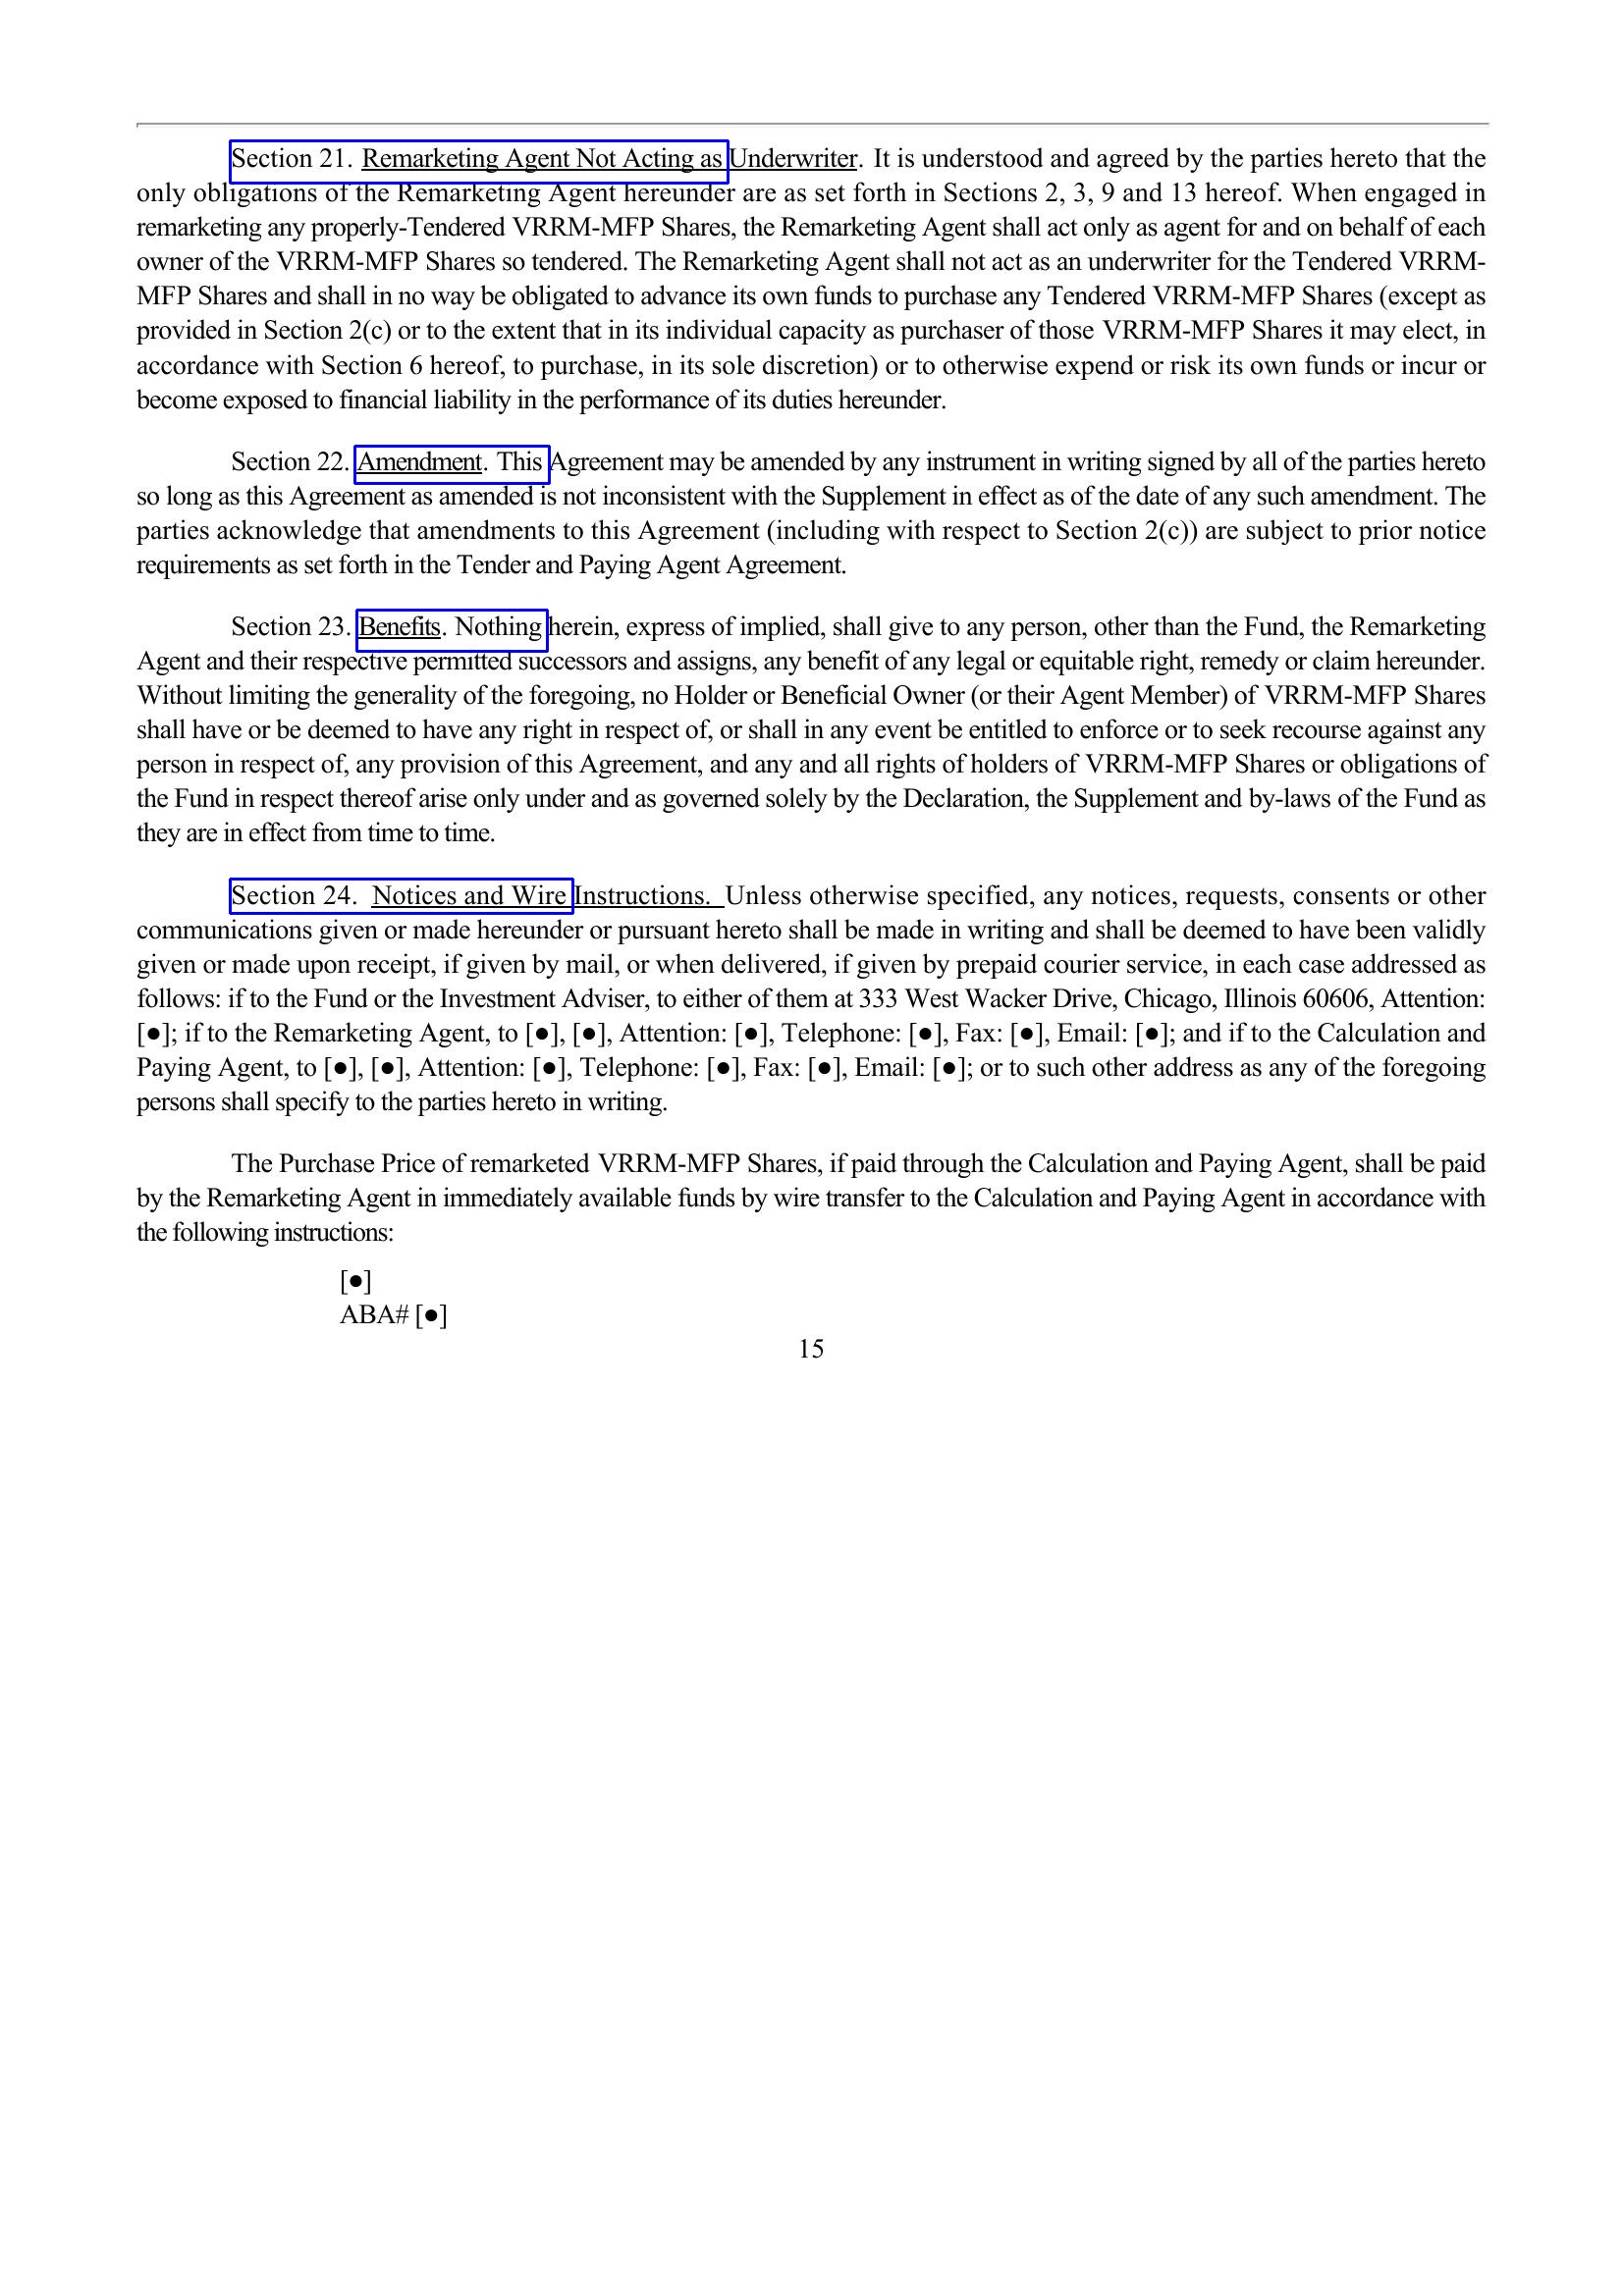 Section 21. Remarketing Agent Not Acting as Underwriter. It is understood and agreed by the parties hereto that the
only obligations of the Remarketing Agent hereunder are as set forth in Sections 2, 3, 9 and 13 hereof. When engaged in
remarketing any properly-Tendered VRRM-MFP Shares, the Remarketing Agent shall act only as agent for and on behalf of each
owner of the VRRM-MFP Shares so tendered. The Remarketing Agent shall not act as an underwriter for the Tendered VRRM-
MFP Shares and shall in no way be obligated to advance its own funds to purchase any Tendered VRRM-MFP Shares (except as
provided in Section 2(c) or to the extent that in its individual capacity as purchaser of those VRRM-MFP Shares it may elect, in
accordance with Section 6 hereof, to purchase, in its sole discretion) or to otherwise expend or risk its own funds or incur or
become exposed to financial liability in the performance of its duties hereunder.
Section 22. Amendment. This Agreement may be amended by any instrument in writing signed by all of the parties hereto
so long as this Agreement as amended is not inconsistent with the Supplement in effect as of the date of any such amendment. The
parties acknowledge that amendments to this Agreement (including with respect to Section 2(c)) are subject to prior notice
requirements as set forth in the Tender and Paying Agent Agreement.
Section 23. Benefits. Nothing herein, express of implied, shall give to any person, other than the Fund, the Remarketing
Agent and their respective permitted successors and assigns, any benefit of any legal or equitable right, remedy or claim hereunder.
Without limiting the generality of the foregoing, no Holder or Beneficial Owner (or their Agent Member) of VRRM-MFP Shares
shall have or be deemed to have any right in respect of, or shall in any event be entitled to enforce or to seek recourse against any
person in respect of, any provision of this Agreement, and any and all rights of holders of VRRM-MFP Shares or obligations of
the Fund in respect thereof arise only under and as governed solely by the Declaration, the Supplement and by-laws of the Fund as
they are in effect from time to time.
Section 24. Notices and Wire Instructions. Unless otherwise specified, any notices, requests, consents or other
communications given or made hereunder or pursuant hereto shall be made in writing and shall be deemed to have been validly
given or made upon receipt, if given by mail, or when delivered, if given by prepaid courier service, in each case addressed as
follows: if to the Fund or the Investment Adviser, to either of them at 333 West Wacker Drive, Chicago, Illinois 60606, Attention:
[●]; if to the Remarketing Agent, to [●], [●], Attention: [●], Telephone: [●], Fax: [●], Email: [●]; and if to the Calculation and
Paying Agent, to [●], [●], Attention: [●], Telephone: [●], Fax: [●], Email: [●]; or to such other address as any of the foregoing
persons shall specify to the parties hereto in writing.
The Purchase Price of remarketed VRRM-MFP Shares, if paid through the Calculation and Paying Agent, shall be paid
by the Remarketing Agent in immediately available funds by wire transfer to the Calculation and Paying Agent in accordance with
the following instructions:
[●]
ABA# [●]
15